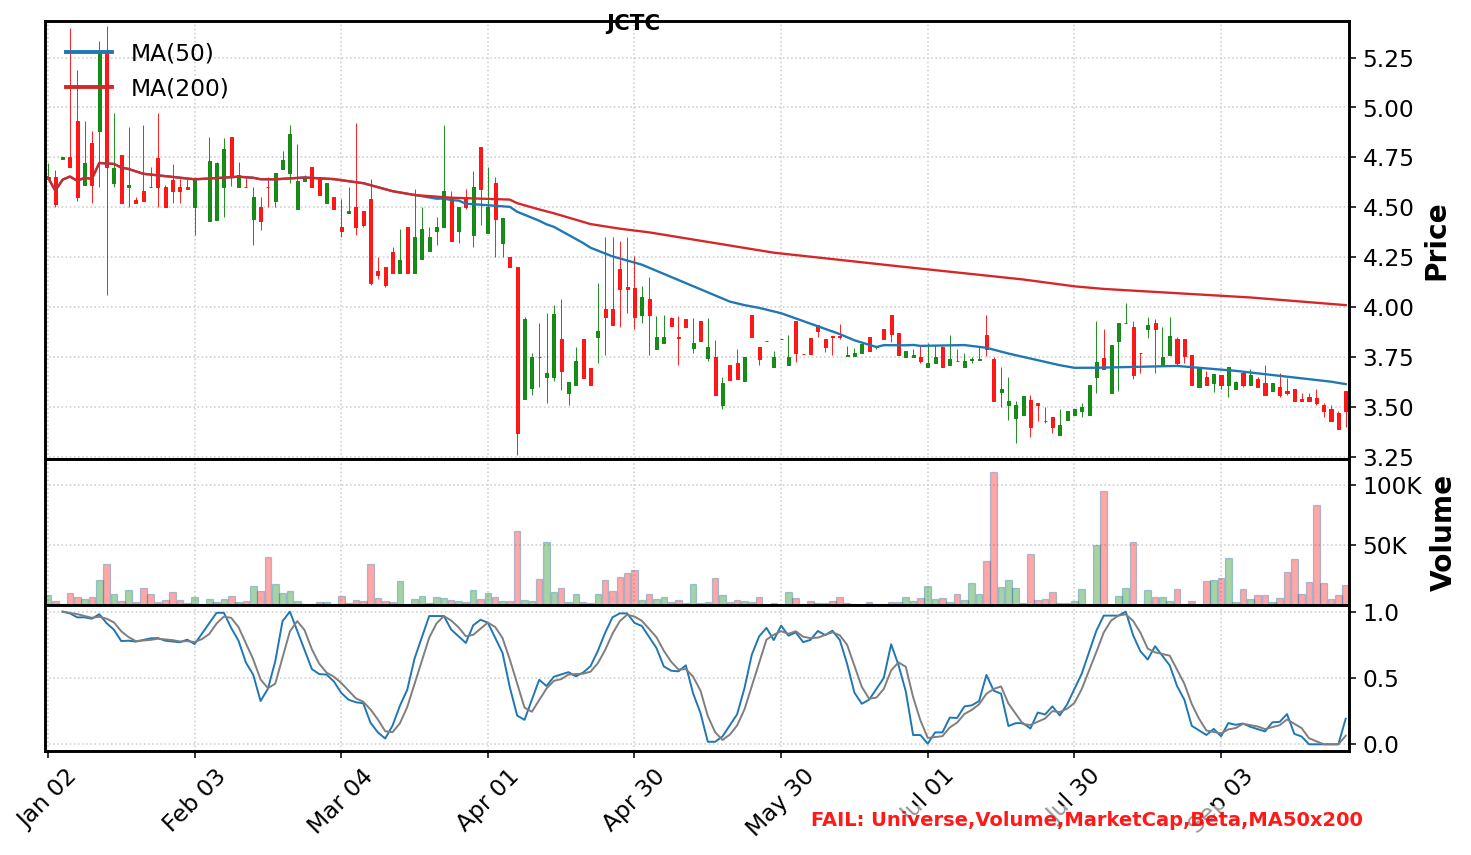 JCTC
MA(50)
MA(200)
5.25
5.00
4.75
4.50
4.25
4.00
3.75
3.50
3.25
Price
100K
50K
Volume
1.0
0.5
0.0
Jan 02
Feb 03
Mar 04
Apr 01
Apr 30
May 30
Jul 01
Jul 30
Sep 03
FAIL: Universe,Volume,MarketCap,Beta,MA50x200